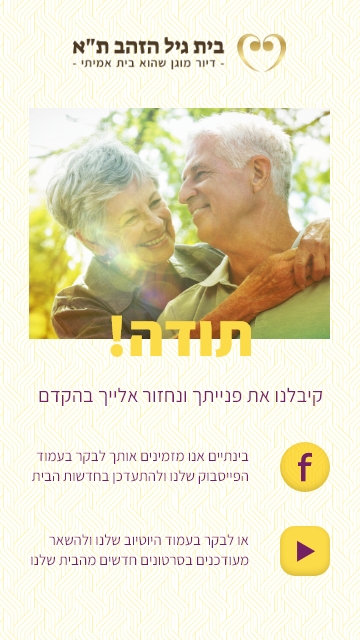 בית גיל הזהב ת"א
- דיור מוגן שהוא בית אמיתי -
תודה!
קיבלנו את פנייתך ונחזור אלייך בהקדם
בינתיים אנו מזמינים אותך לבקר בעמוד
הפייסבוק שלנו ולהתעדכן בחדשות הבית
או לבקר בעמוד היוטיוב שלנו ולהשאר
מעודכנים בסרטונים חדשים מהבית שלנו